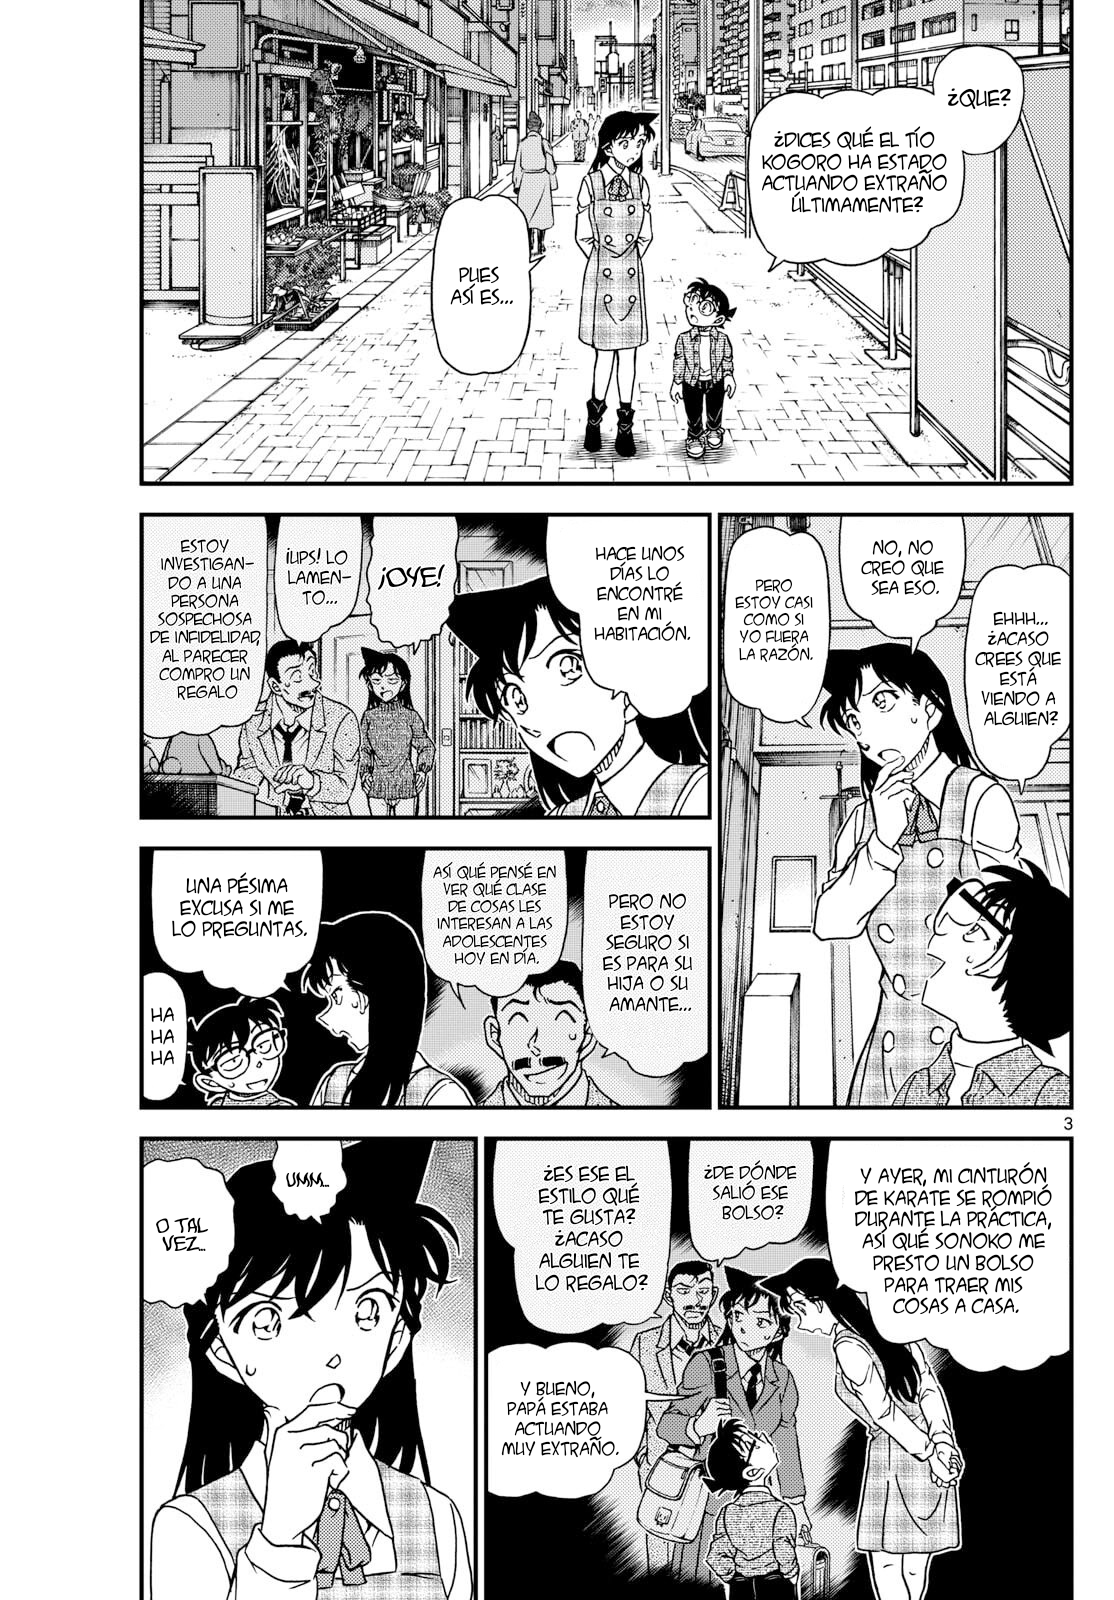 ¿QUE?
¿DICES QUÉ EL TÍO
KOGORO HA ESTADO
ACTUANDO EXTRAÑO
ÚLTIMAMENTE?
PUES
ASÍ ES...
EHHH...
¿ACASO
CREES QUE
ESTÁ
VIENDO A
ALGUIEN?
NO, NO
CREO QUE
SEA ESO.
PERO
ESTOY CASI
COMO SI
YO FUERA
LA RAZÓN.
HACE UNOS
DÍAS LO
ENCONTRÉ
EN MI
HABITACIÓN.
¡OYE!
¡UPS! LO
LAMEN-
TO...
ESTOY
INVESTIGAN-
DO A UNA
PERSONA
SOSPECHOSA
DE INFIDELIDAD,
AL PARECER
COMPRO UN
REGALO
PERO NO
ESTOY
SEGURO SI
ES PARA SU
HIJA O SU
AMANTE...
ASÍ QUÉ PENSÉ EN
VER QUÉ CLASE
DE COSAS LES
INTERESAN A LAS
ADOLESCENTES
HOY EN DÍA.
UNA PÉSIMA
EXCUSA SI ME
LO PREGUNTAS.
HA
HA
HA
3
Y AYER, MI CINTURÓN
DE KARATE SE ROMPIÓ
DURANTE LA PRÁCTICA,
ASÍ QUÉ SONOKO ME
PRESTO UN BOLSO
PARA TRAER MIS
COSAS A CASA.
¿DE DÓNDE
SALIÓ ESE
BOLSO?
¿ES ESE EL
ESTILO QUÉ
TE GUSTA?
¿ACASO
ALGUIEN TE
LO REGALO?
Y BUENO,
PAPÁ ESTABA
ACTUANDO
MUY EXTRAÑO.
UMM...
O TAL
VEZ...